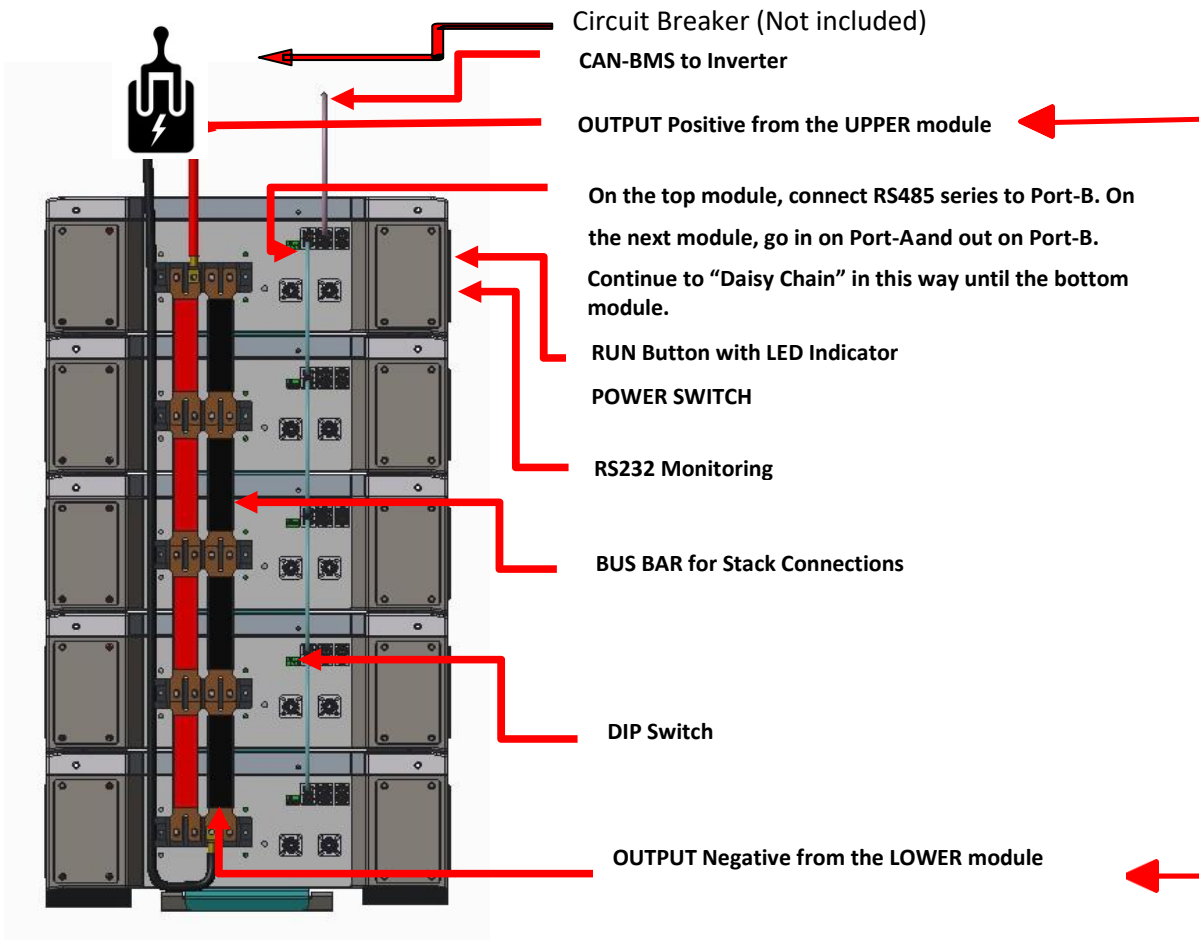 Circuit Breaker (Not included)
CAN-BMS to Inverter
OUTPUT Positive from the UPPER module
On the top module, connect RS485 series to Port-B. On
the next module, go in on Port-Aand out on Port-B.
Continue to “Daisy Chain” in this way until the bottom
module.
RUN Button with LED Indicator
POWER SWITCH
RS232 Monitoring
BUS BAR for Stack Connections
DIP Switch
OUTPUT Negative from the LOWER module